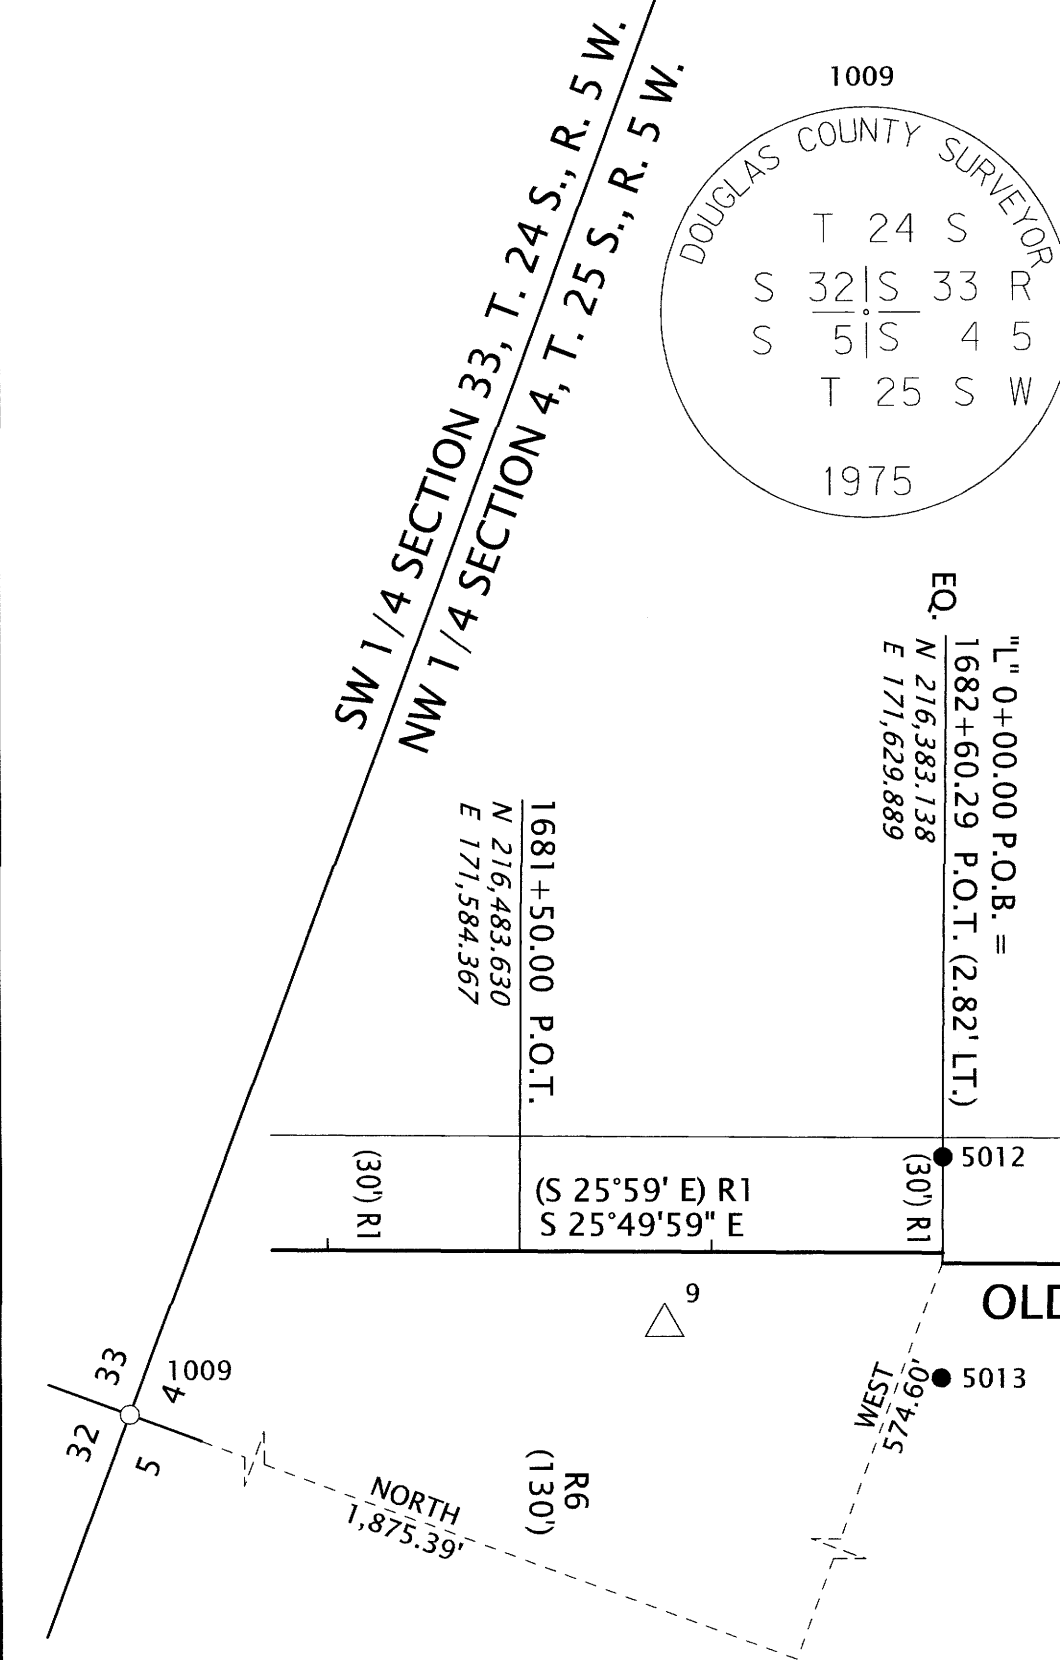 SW 1/4 SECTION 33, T. 24 S., R. 5 W.
NW 1/4 SECTION 4, T. 25 S., R. 5 W.
1009
DOUGLAS COUNTY SURVEYOR
T 24 S
S 32|S 33 R
S 5|S 4 5
T 25 S W
1975
"L" 0+00.00 P.O.B. =
EQ. 1682+60.29 P.O.T. (2.82' LT.)
N 216,383.138
E 171,629.889
1681+50.00 P.O.T.
N 216,483.630
E 171,584.367
(30') R1
(S 25°59' E) R1
S 25°49'59" E
(30') R1
5012
9
OLD
5013
WEST
574.60'
33
1009
4
32
5
NORTH
1,875.39'
R6
(130')